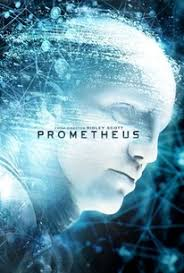 FROM DIRECTOR RIDLEY SCOTT
PROMETHEUS